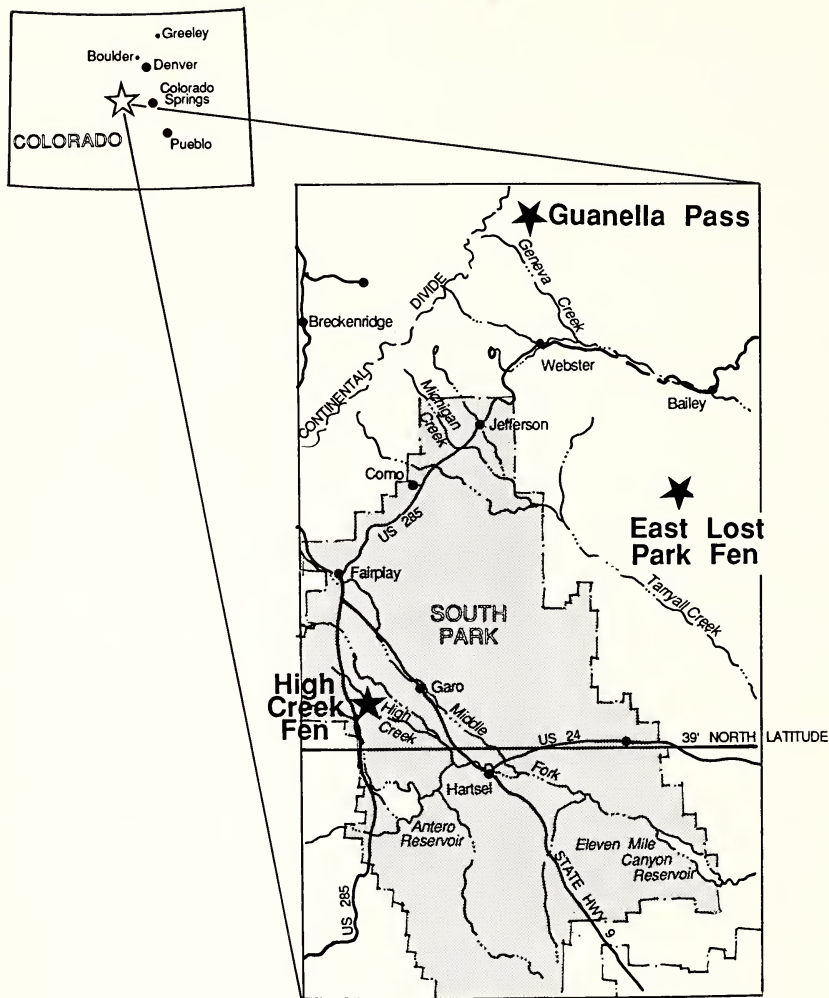 Greeley
Boulder
Denver
Colorado
Springs
COLORADO
Pueblo
Guanella Pass
Geneva
Creek
DIVIDE
Breckenridge
Webster
CONTINENTAL
Bailey
Michigan
Creek
Jefferson
Como
US 285
East Lost
Park Fen
Fairplay
Tarryall Creek
SOUTH
PARK
High
Creek
Fen
Garo
High
Creek
Middle
US 24
39' NORTH LATITUDE
Fork
Hartsel
Antero
Reservoir
Eleven Mile
Canyon
Reservoir
STATE HWY 9
US 285